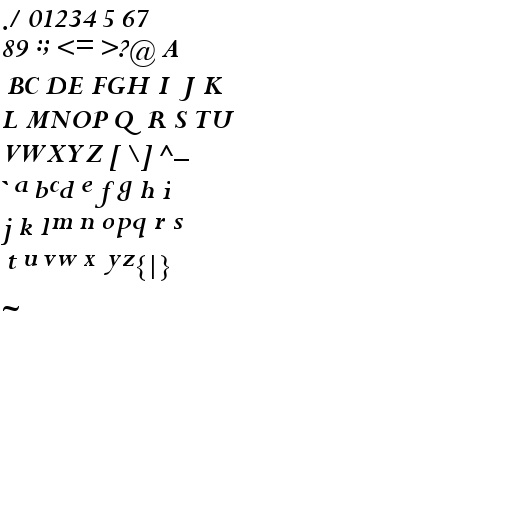 ./ 01234 5 67
89 :; <= >?@ A
BC DE FGH I J K
L MNOP Q R S TU
VWXYZ [ \ ] ^_
` a bcd e f g h i
j k lm n opq r s
t u vw x yz{|}
~